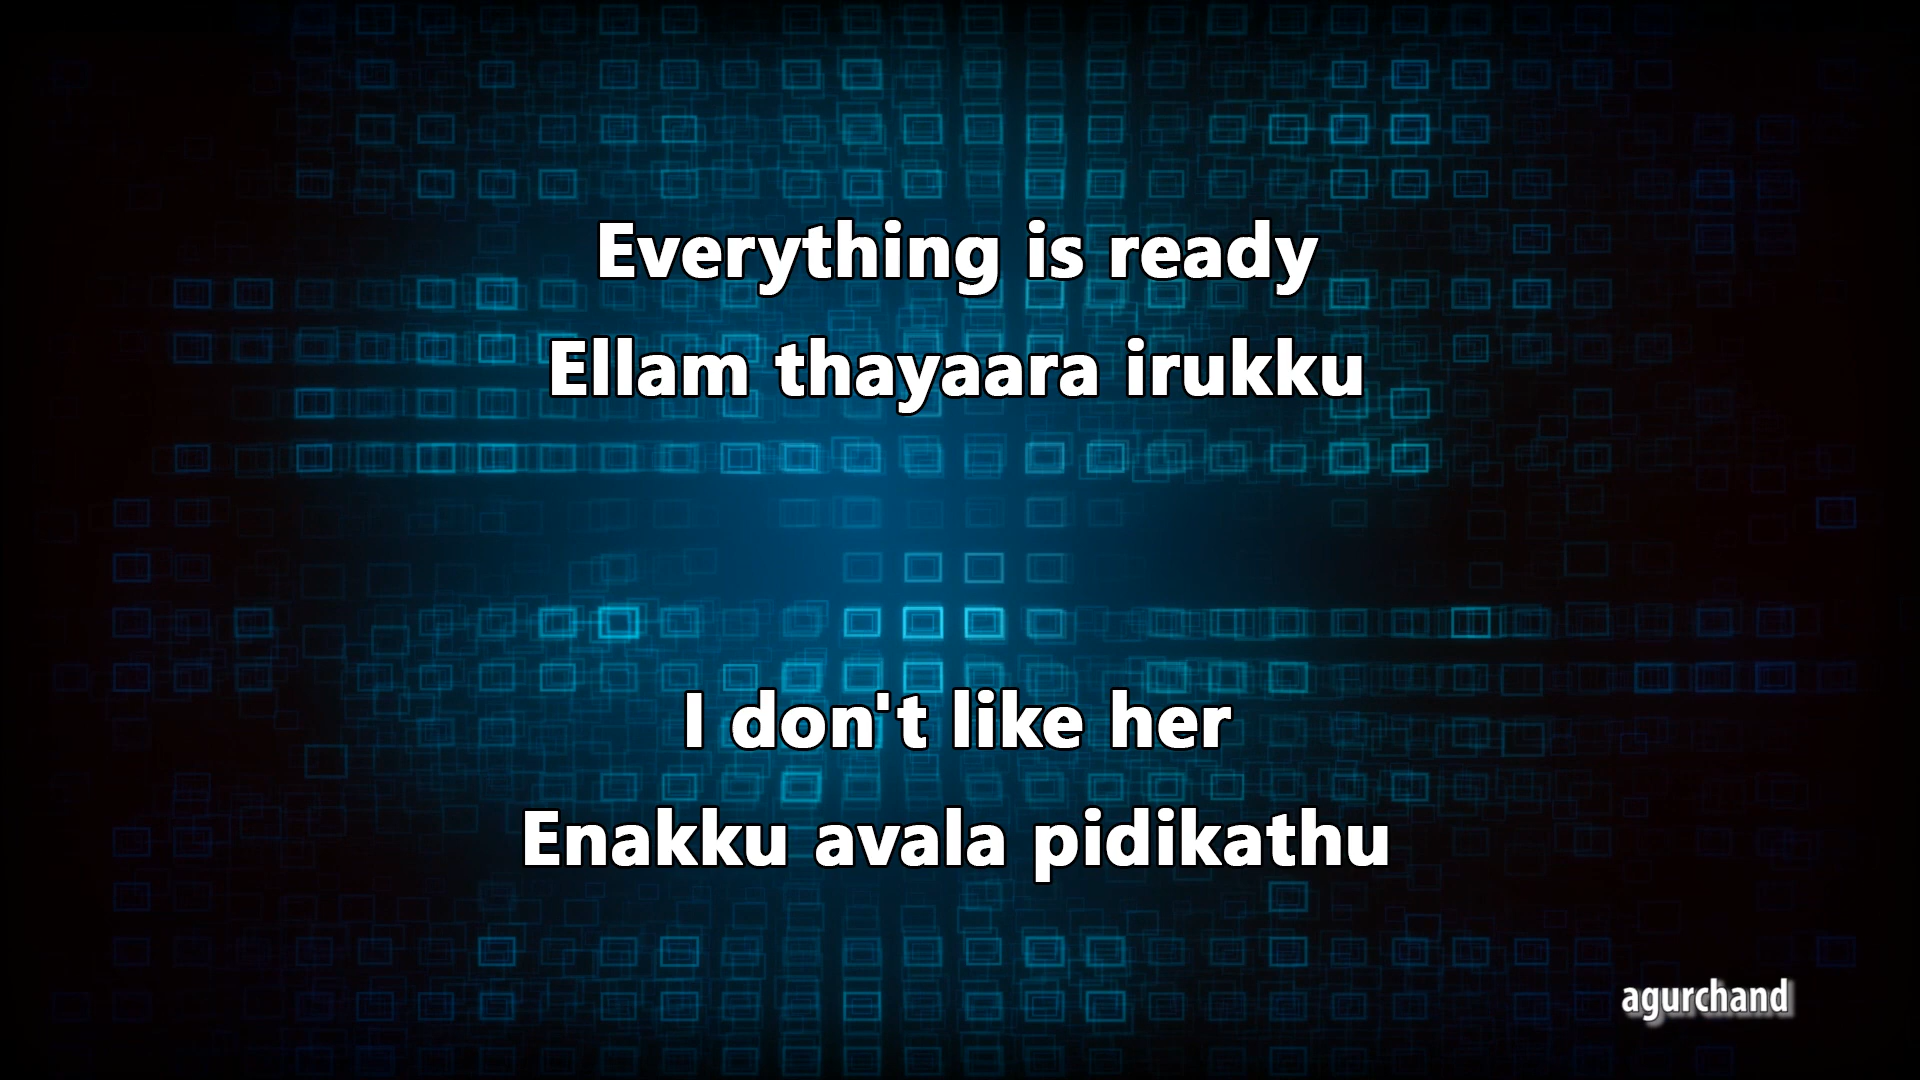 Everything is ready
Ellam thayaara irukku
I don't like her
Enakku avala pidikathu
agurchand